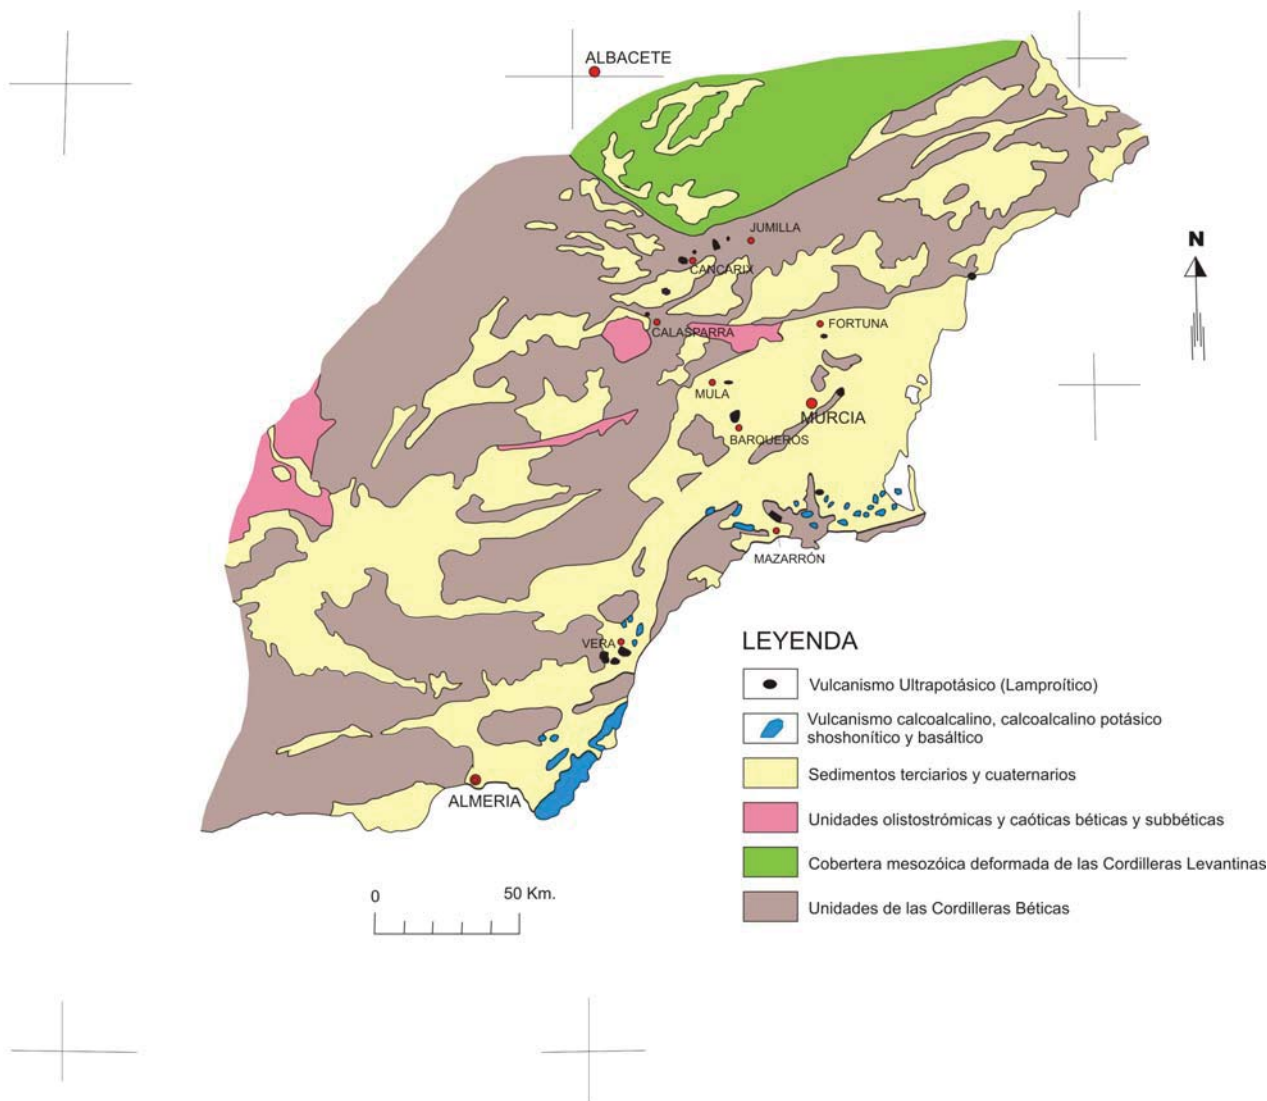 ALBACETE
JUMILLA
N
CANCARIX
CALASPARRA
FORTUNA
MULA
MURCIA
BARQUEROS
MAZARRÓN
VERA
ALMERIA
0 50 Km.
LEYENDA
Vulcanismo Ultrapotásico (Lamproítico)
Vulcanismo calcoalcalino, calcoalcalino potásico
shoshonítico y basáltico
Sedimentos terciarios y cuaternarios
Unidades olistostrómicas y caóticas béticas y subbéticas
Cobertera mesozóica deformada de las Cordilleras Levantinas
Unidades de las Cordilleras Béticas